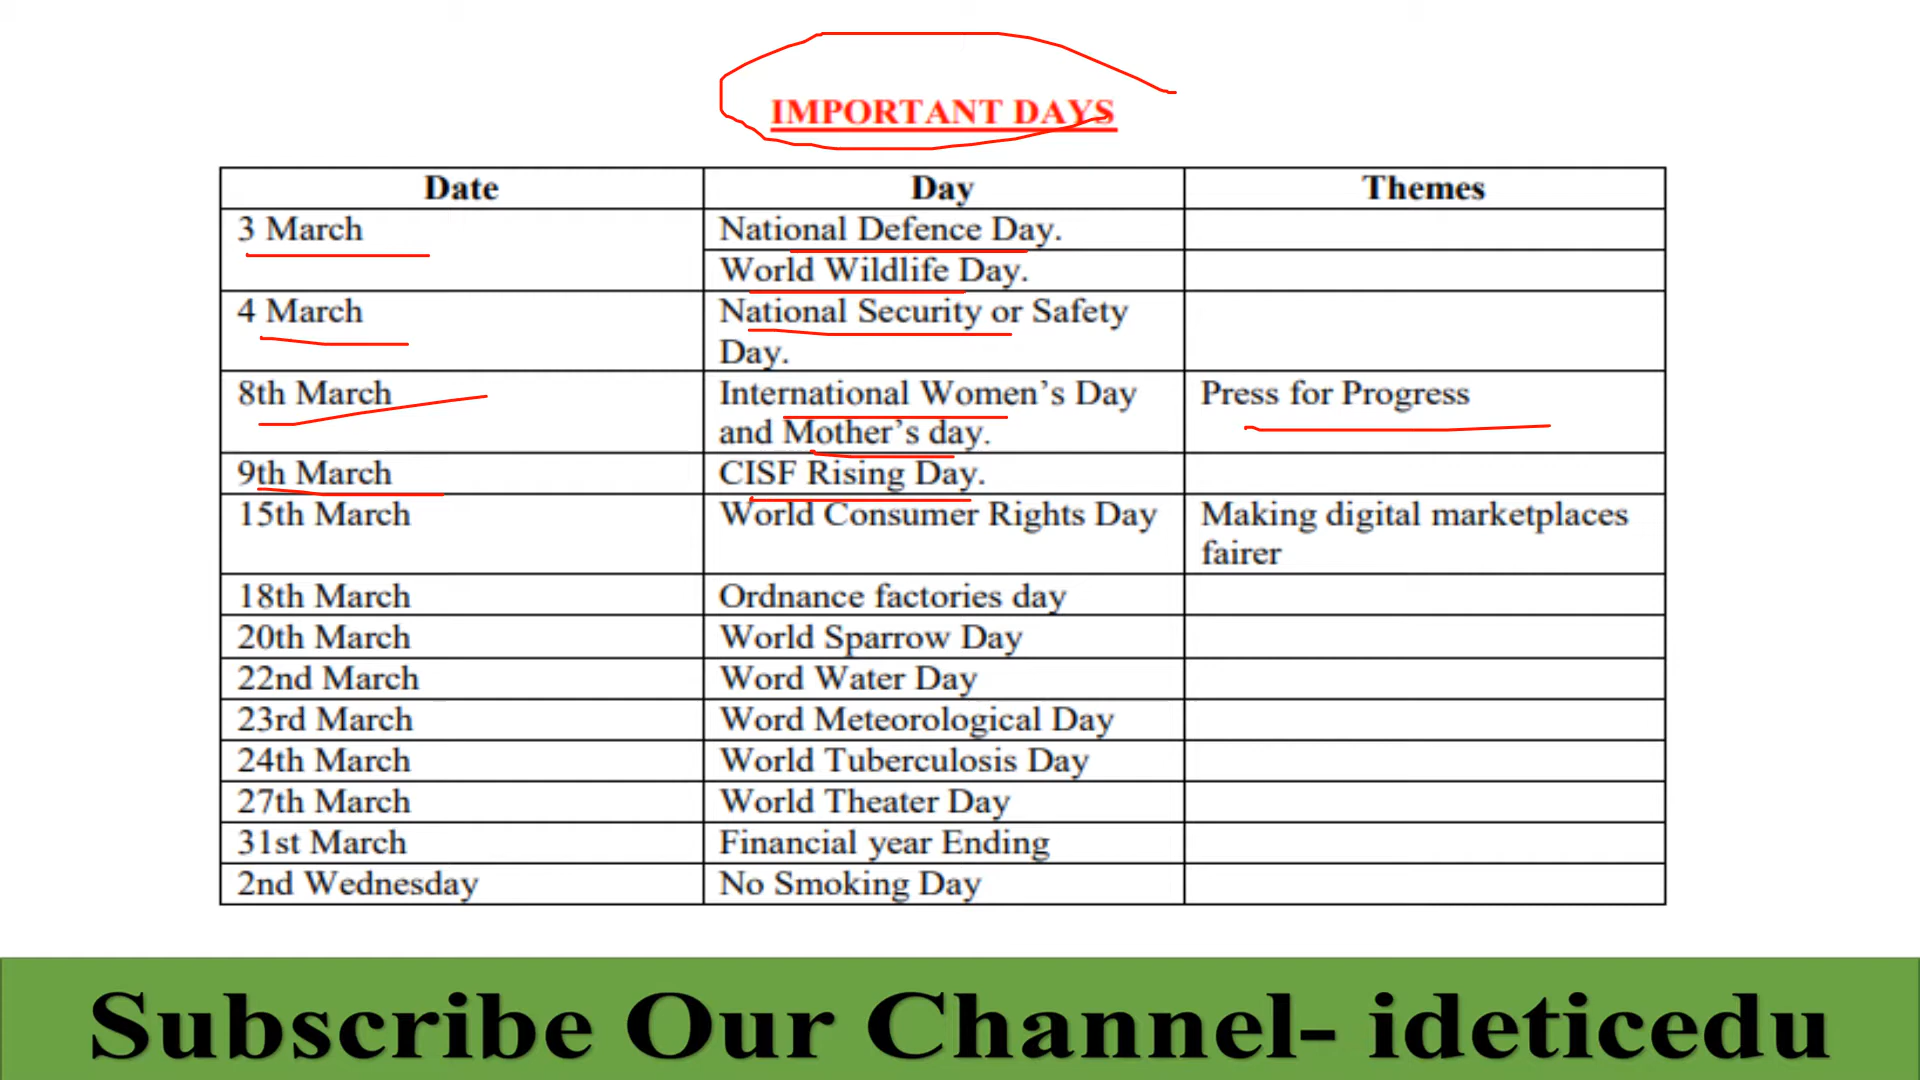 IMPORTANT DAYS
Date Day Themes
3 March National Defence Day.
World Wildlife Day.
4 March National Security or Safety
Day.
8th March International Women's Day Press for Progress
and Mother's day.
9th March CISF Rising Day.
15th March World Consumer Rights Day Making digital marketplaces
fairer
18th March Ordnance factories day
20th March World Sparrow Day
22nd March Word Water Day
23rd March Word Meteorological Day
24th March World Tuberculosis Day
27th March World Theater Day
31st March Financial year Ending
2nd Wednesday No Smoking Day
Subscribe Our Channel- ideticedu